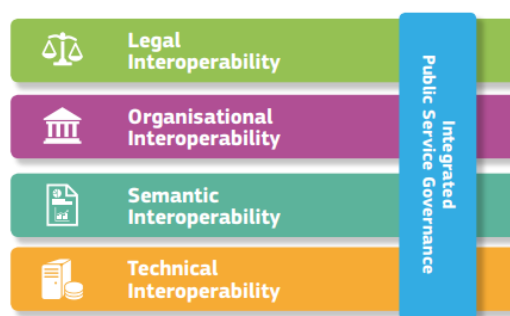 Legal
Interoperability
Organisational
Interoperability
Semantic
Interoperability
Technical
Interoperability
Integrated
Public Service Governance